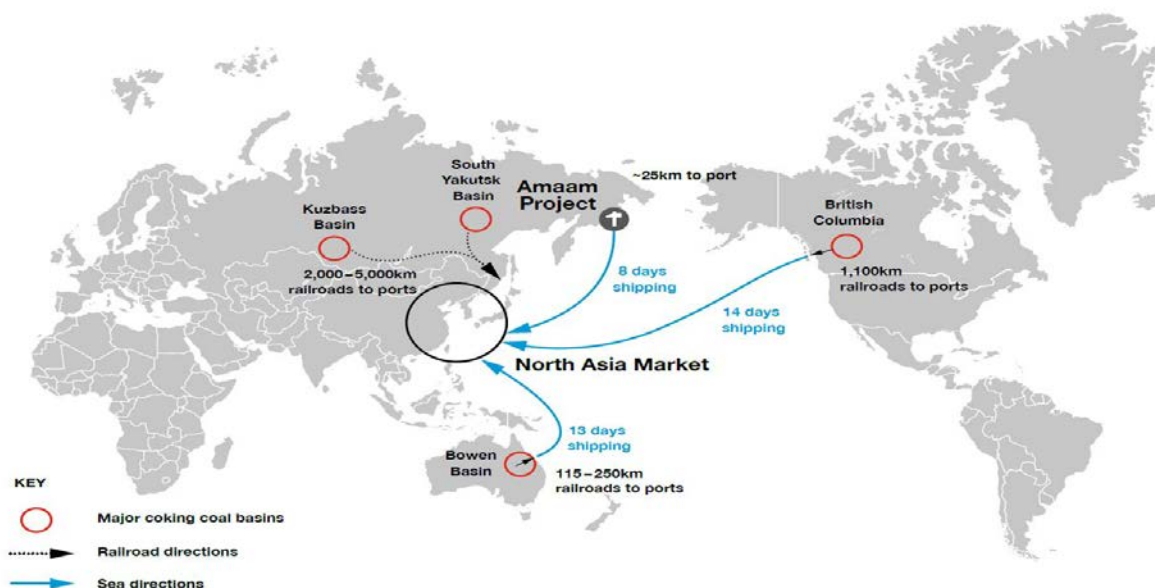 South
Yakutsk
Basin
Amaam
Project
~25km to port
Kuzbass
Basin
British
Columbia
2,000–5,000km
railroads to ports
8 days
shipping
1,100km
railroads to ports
14 days
shipping
North Asia Market
13 days
shipping
Bowen
Basin
115–250km
railroads to ports
KEY
Major coking coal basins
Railroad directions
Sea directions